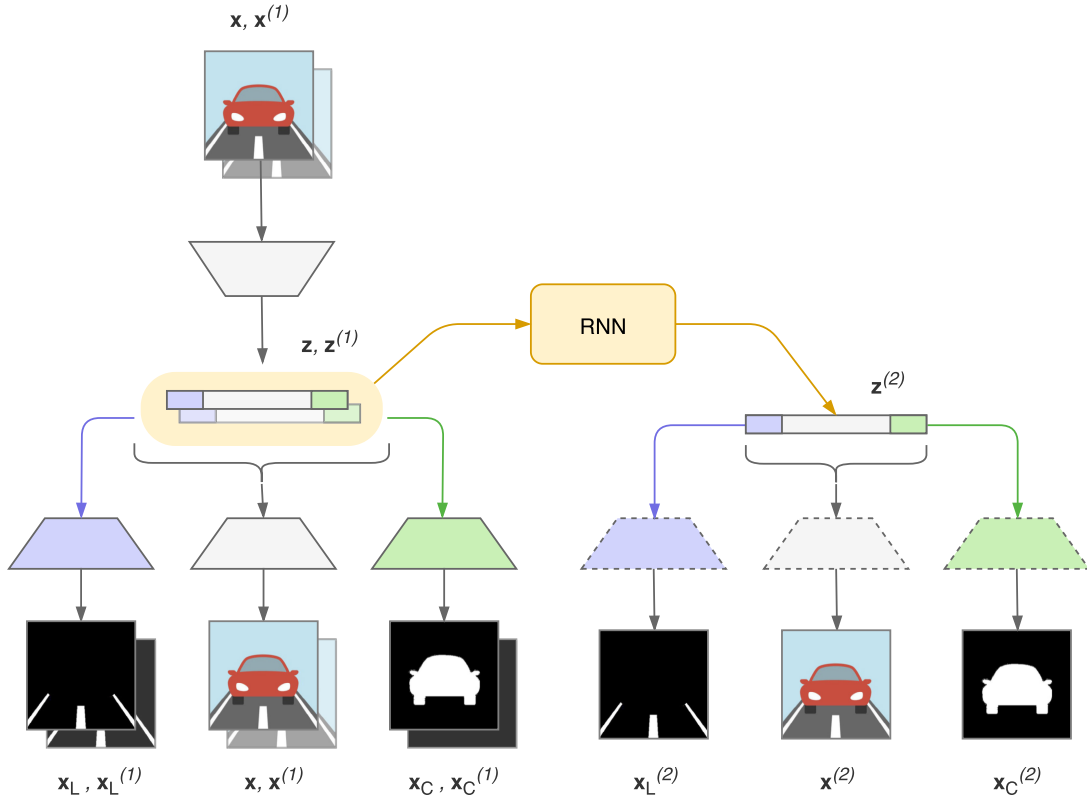 x, x(1)
RNN
z, z(1)
z(2)
xL , xL(1)
x, x(1)
xC , xC(1)
xL(2)
x(2)
xC(2)